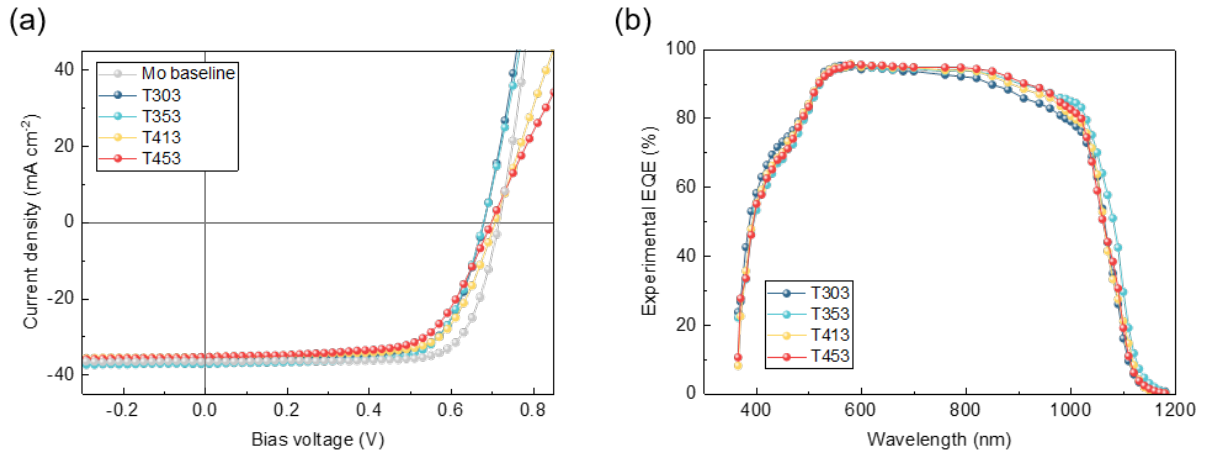 (a)
40
20
0
-20
-40
Current density (mA cm⁻²)
Mo baseline
T303
T353
T413
T453
-0.2
0.0
0.2
0.4
0.6
0.8
Bias voltage (V)
(b)
100
80
60
40
20
0
Experimental EQE (%)
T303
T353
T413
T453
400
600
800
1000
1200
Wavelength (nm)